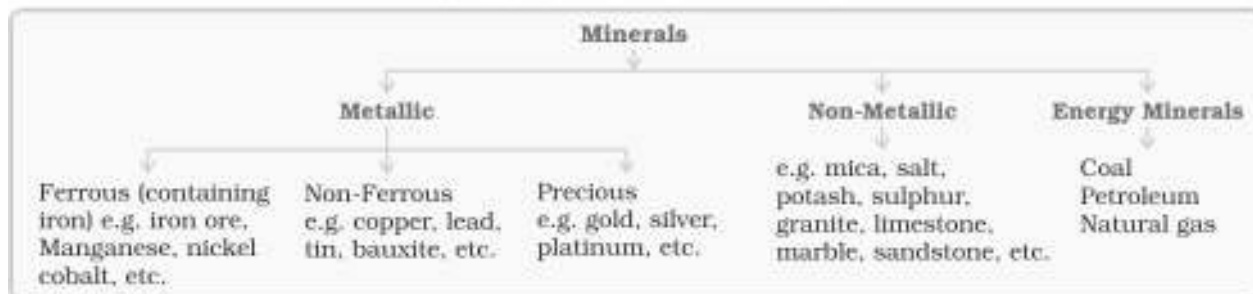 Minerals
Metallic
Non-Metallic
Energy Minerals
Ferrous (containing
iron) e.g. iron ore,
Manganese, nickel
cobalt, etc.
Non-Ferrous
e.g. copper, lead,
tin, bauxite, etc.
Precious
e.g. gold, silver,
platinum, etc.
e.g. mica, salt,
potash, sulphur,
granite, limestone,
marble, sandstone, etc.
Coal
Petroleum
Natural gas